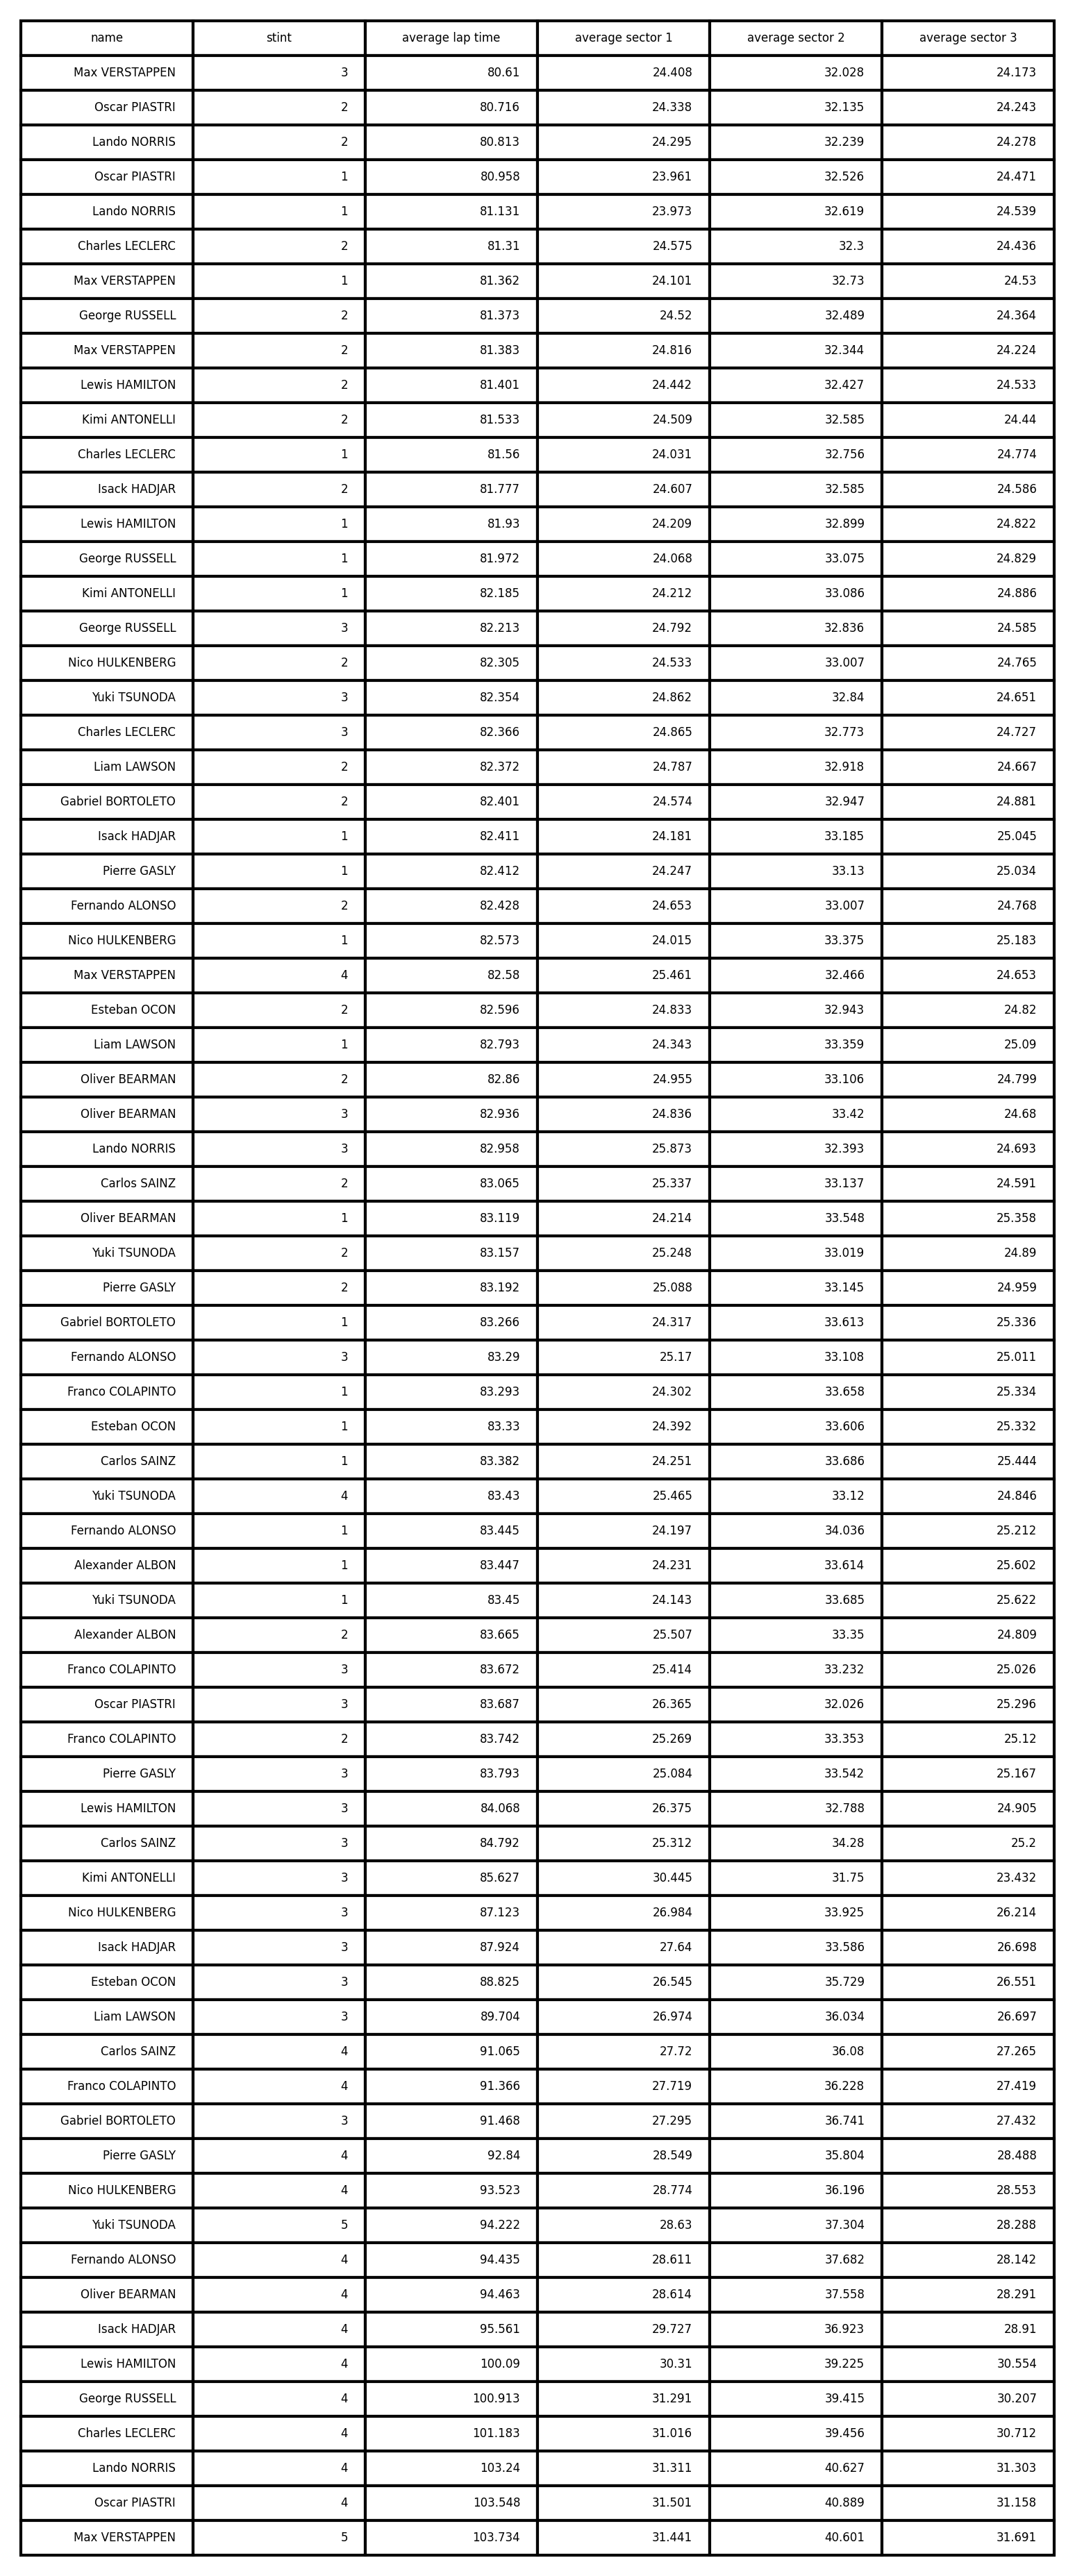 name stint average lap time average sector 1 average sector 2 average sector 3
Max VERSTAPPEN 3 80.61 24.408 32.028 24.173
Oscar PIASTRI 2 80.716 24.338 32.135 24.243
Lando NORRIS 2 80.813 24.295 32.239 24.278
Oscar PIASTRI 1 80.958 23.961 32.526 24.471
Lando NORRIS 1 81.131 23.973 32.619 24.539
Charles LECLERC 2 81.31 24.575 32.3 24.436
Max VERSTAPPEN 1 81.362 24.101 32.73 24.53
George RUSSELL 2 81.373 24.52 32.489 24.364
Max VERSTAPPEN 2 81.383 24.816 32.344 24.224
Lewis HAMILTON 2 81.401 24.442 32.427 24.533
Kimi ANTONELLI 2 81.533 24.509 32.585 24.44
Charles LECLERC 1 81.56 24.031 32.756 24.774
Isack HADJAR 2 81.777 24.607 32.585 24.586
Lewis HAMILTON 1 81.93 24.209 32.899 24.822
George RUSSELL 1 81.972 24.068 33.075 24.829
Kimi ANTONELLI 1 82.185 24.212 33.086 24.886
George RUSSELL 3 82.213 24.792 32.836 24.585
Nico HULKENBERG 2 82.305 24.533 33.007 24.765
Yuki TSUNODA 3 82.354 24.862 32.84 24.651
Charles LECLERC 3 82.366 24.865 32.773 24.727
Liam LAWSON 2 82.372 24.787 32.918 24.667
Gabriel BORTOLETO 2 82.401 24.574 32.947 24.881
Isack HADJAR 1 82.411 24.181 33.185 25.045
Pierre GASLY 1 82.412 24.247 33.13 25.034
Fernando ALONSO 2 82.428 24.653 33.007 24.768
Nico HULKENBERG 1 82.573 24.015 33.375 25.183
Max VERSTAPPEN 4 82.58 25.461 32.466 24.653
Esteban OCON 2 82.596 24.833 32.943 24.82
Liam LAWSON 1 82.793 24.343 33.359 25.09
Oliver BEARMAN 2 82.86 24.955 33.106 24.799
Oliver BEARMAN 3 82.936 24.836 33.42 24.68
Lando NORRIS 3 82.958 25.873 32.393 24.693
Carlos SAINZ 2 83.065 25.337 33.137 24.591
Oliver BEARMAN 1 83.119 24.214 33.548 25.358
Yuki TSUNODA 2 83.157 25.248 33.019 24.89
Pierre GASLY 2 83.192 25.088 33.145 24.959
Gabriel BORTOLETO 1 83.266 24.317 33.613 25.336
Fernando ALONSO 3 83.29 25.17 33.108 25.011
Franco COLAPINTO 1 83.293 24.302 33.658 25.334
Esteban OCON 1 83.33 24.392 33.606 25.332
Carlos SAINZ 1 83.382 24.251 33.686 25.444
Yuki TSUNODA 4 83.43 25.465 33.12 24.846
Fernando ALONSO 1 83.445 24.197 34.036 25.212
Alexander ALBON 1 83.447 24.231 33.614 25.602
Yuki TSUNODA 1 83.45 24.143 33.685 25.622
Alexander ALBON 2 83.665 25.507 33.35 24.809
Franco COLAPINTO 3 83.672 25.414 33.232 25.026
Oscar PIASTRI 3 83.687 26.365 32.026 25.296
Franco COLAPINTO 2 83.742 25.269 33.353 25.12
Pierre GASLY 3 83.793 25.084 33.542 25.167
Lewis HAMILTON 3 84.068 26.375 32.788 24.905
Carlos SAINZ 3 84.792 25.312 34.28 25.2
Kimi ANTONELLI 3 85.627 30.445 31.75 23.432
Nico HULKENBERG 3 87.123 26.984 33.925 26.214
Isack HADJAR 3 87.924 27.64 33.586 26.698
Esteban OCON 3 88.825 26.545 35.729 26.551
Liam LAWSON 3 89.704 26.974 36.034 26.697
Carlos SAINZ 4 91.065 27.72 36.08 27.265
Franco COLAPINTO 4 91.366 27.719 36.228 27.419
Gabriel BORTOLETO 3 91.468 27.295 36.741 27.432
Pierre GASLY 4 92.84 28.549 35.804 28.488
Nico HULKENBERG 4 93.523 28.774 36.196 28.553
Yuki TSUNODA 5 94.222 28.63 37.304 28.288
Fernando ALONSO 4 94.435 28.611 37.682 28.142
Oliver BEARMAN 4 94.463 28.614 37.558 28.291
Isack HADJAR 4 95.561 29.727 36.923 28.91
Lewis HAMILTON 4 100.09 30.31 39.225 30.554
George RUSSELL 4 100.913 31.291 39.415 30.207
Charles LECLERC 4 101.183 31.016 39.456 30.712
Lando NORRIS 4 103.24 31.311 40.627 31.303
Oscar PIASTRI 4 103.548 31.501 40.889 31.158
Max VERSTAPPEN 5 103.734 31.441 40.601 31.691